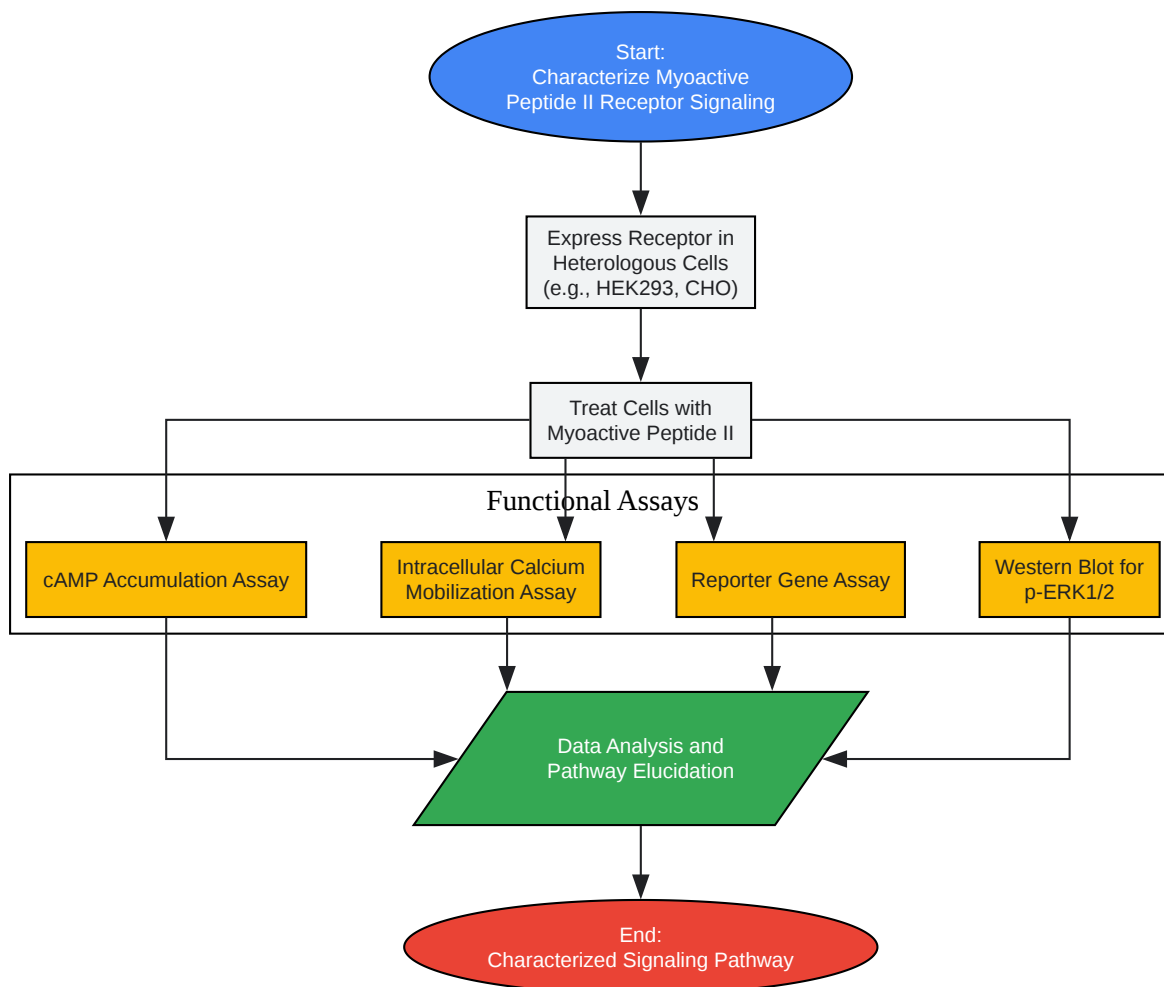 Start:
Characterize Myoactive
Peptide II Receptor Signaling
Express Receptor in
Heterologous Cells
(e.g., HEK293, CHO)
Treat Cells with
Myoactive Peptide II
Functional Assays
cAMP Accumulation Assay
Intracellular Calcium
Mobilization Assay
Reporter Gene Assay
Western Blot for
p-ERK1/2
Data Analysis and
Pathway Elucidation
End:
Characterized Signaling Pathway